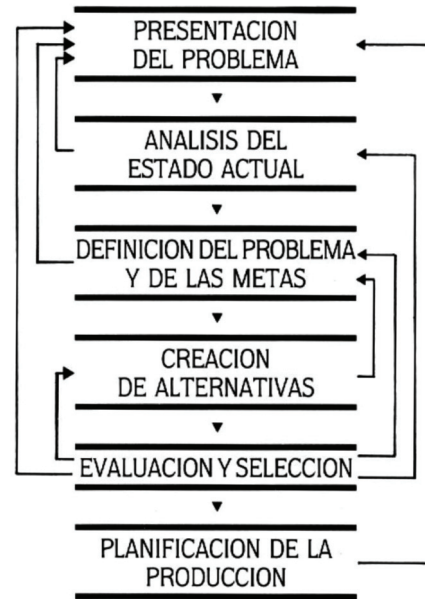 PRESENTACION
DEL PROBLEMA
ANALISIS DEL
ESTADO ACTUAL
DEFINICION DEL PROBLEMA
Y DE LAS METAS
CREACION
DE ALTERNATIVAS
EVALUACION Y SELECCION
PLANIFICACION DE LA
PRODUCCION